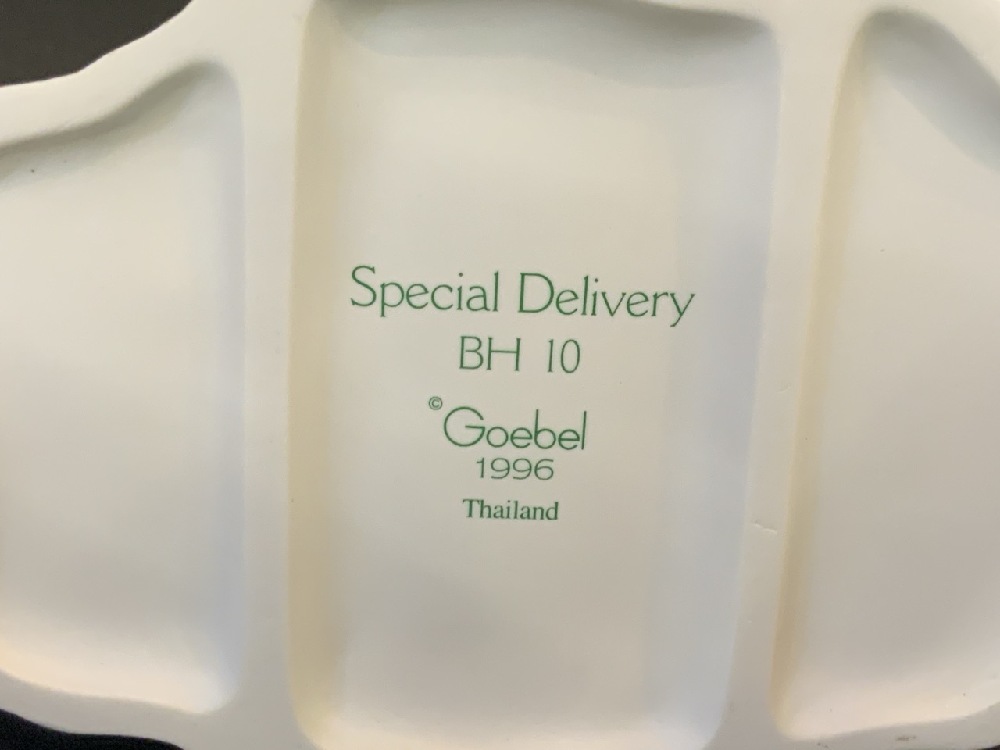 Special Delivery
BH 10
©Goebel
1996
Thailand